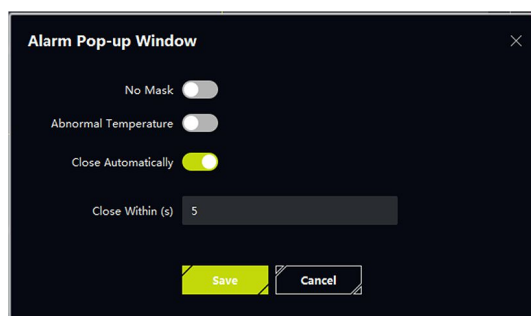 Alarm Pop-up Window
No Mask
Abnormal Temperature
Close Automatically
Close Within (s) 5
Save Cancel